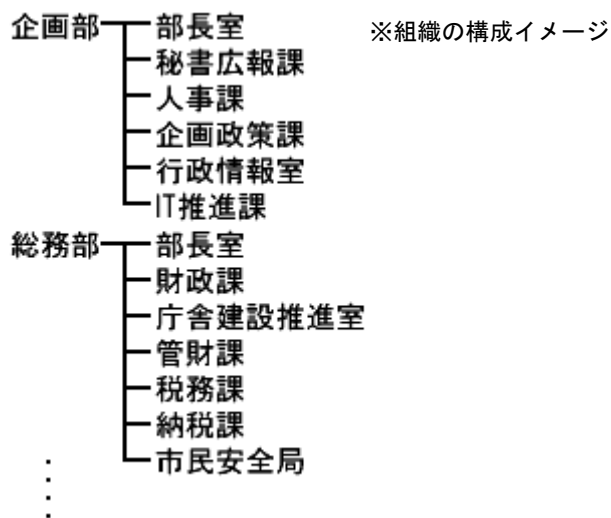 企画部 部長室 ※組織の構成イメージ
秘書広報課
人事課
企画政策課
行政情報室
IT推進課
総務部 部長室
財政課
庁舎建設推進室
管財課
税務課
納税課
市民安全局